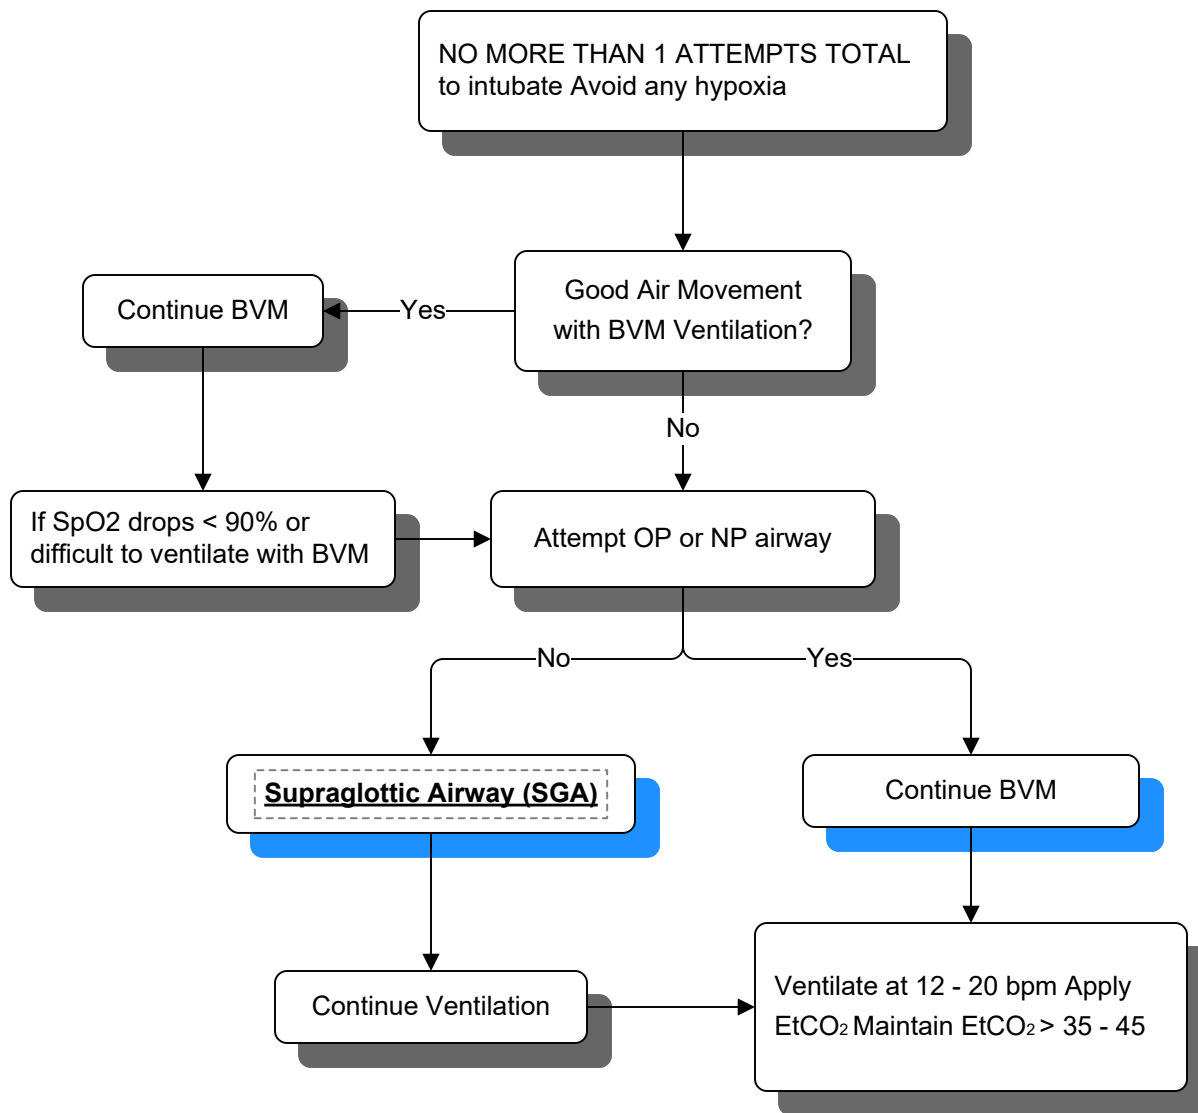 NO MORE THAN 1 ATTEMPTS TOTAL
to intubate Avoid any hypoxia
Good Air Movement
with BVM Ventilation?
Yes
Continue BVM
No
If SpO2 drops < 90% or
difficult to ventilate with BVM
Attempt OP or NP airway
No
Yes
Supraglottic Airway (SGA)
Continue BVM
Continue Ventilation
Ventilate at 12 - 20 bpm Apply
EtCO₂ Maintain EtCO₂ > 35 - 45